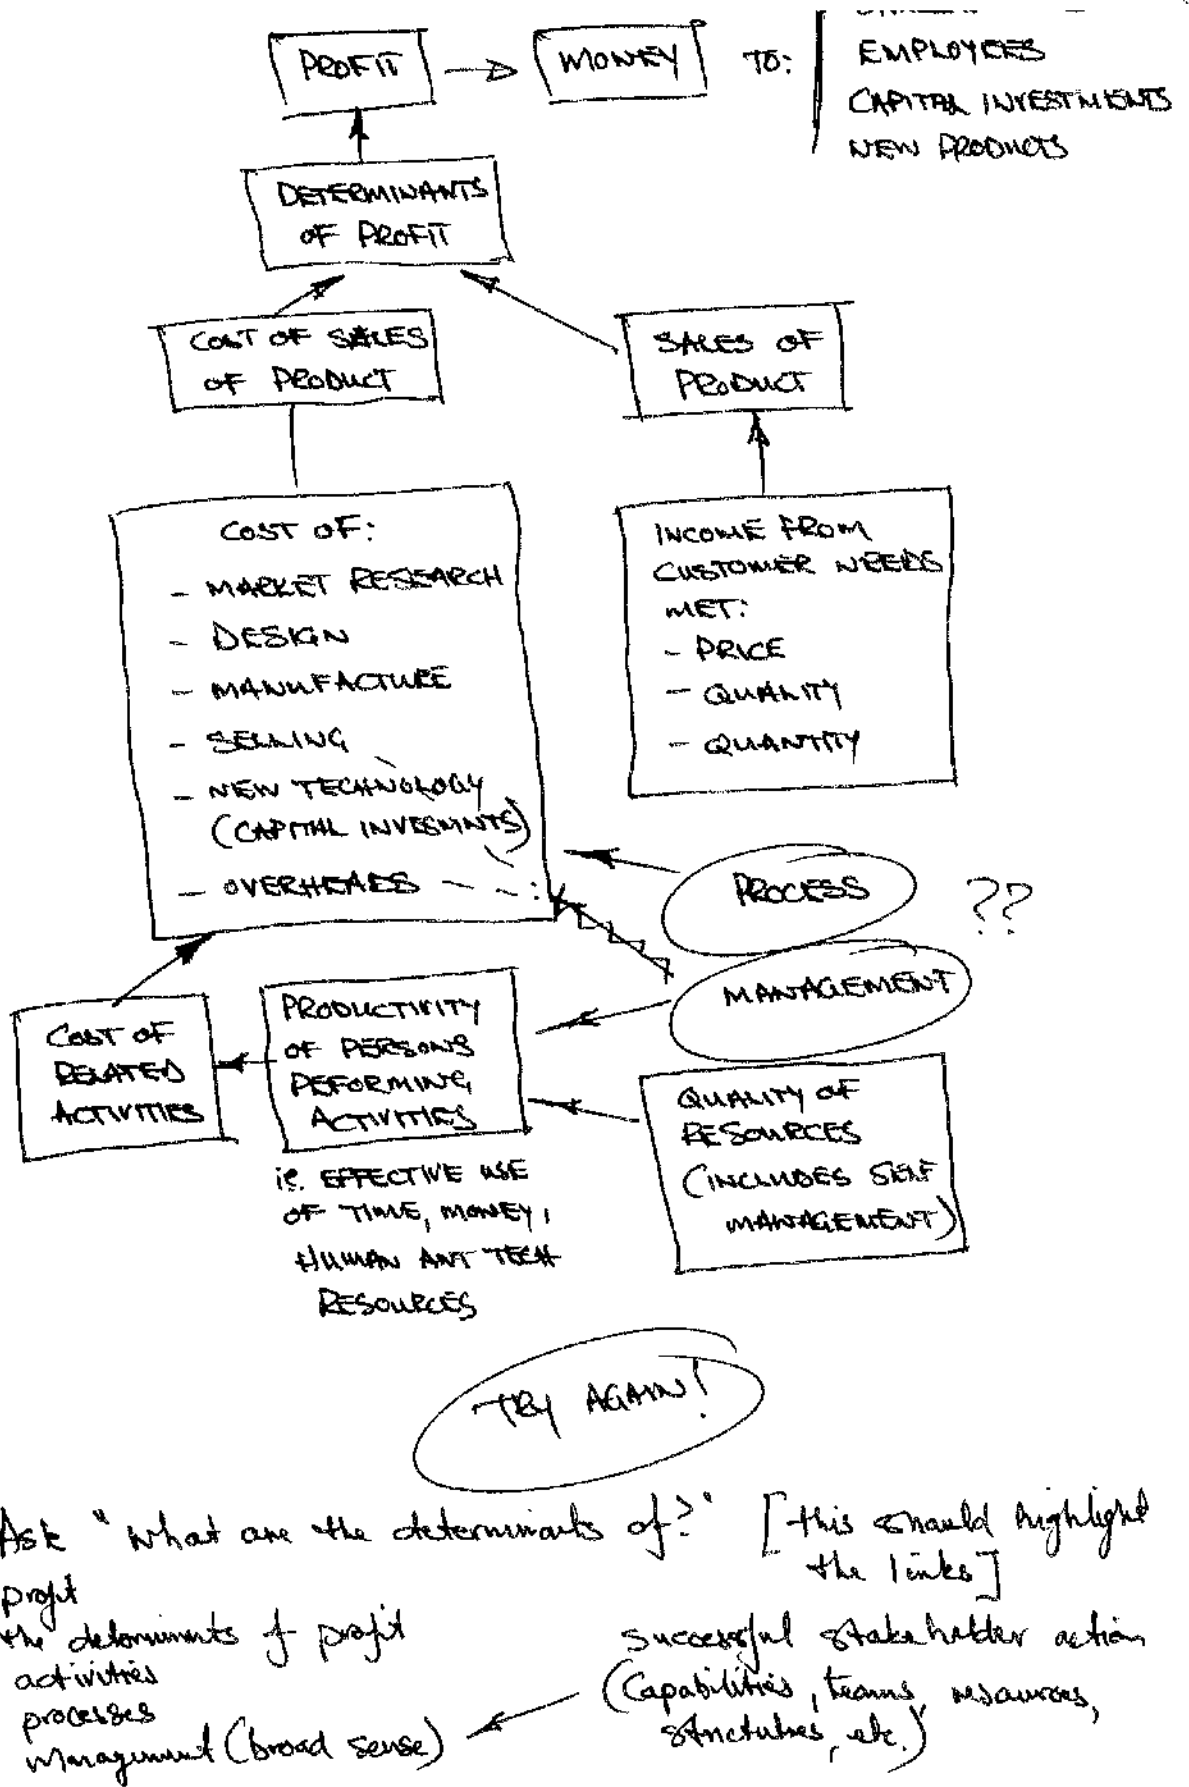 PROFIT
MONEY
TO:
EMPLOYEES
CAPITAL INVESTMENTS
NEW PRODUCTS
DETERMINANTS
OF PROFIT
COST OF SALES
OF PRODUCT
SALES OF
PRODUCT
COST OF:
- MARKET RESEARCH
- DESIGN
- MANUFACTURE
- SELLING
- NEW TECHNOLOGY
(CAPITAL INVESMNTS)
- OVERHEADS
INCOME FROM
CUSTOMER NEEDS
MET:
- PRICE
- QUALITY
- QUANTITY
PROCESS
??
MANAGEMENT
COST OF
RELATED
ACTIVITIES
PRODUCTIVITY
OF PERSONS
PEFORMING
ACTIVITIES
ie. EFFECTIVE USE
OF TIME, MONEY,
HUMAN ANT TECH
RESOURCES
QUALITY OF
RESOURCES
(INCLUDES SELF
MANAGEMENT)
TRY AGAIN!
Ask "What are the determinants of?" [this should highlight
the links]
profit
the determinants of profit
activities
processes
management (broad sense)
successful stakeholder action
(Capabilities, teams, resources,
structures, etc.)